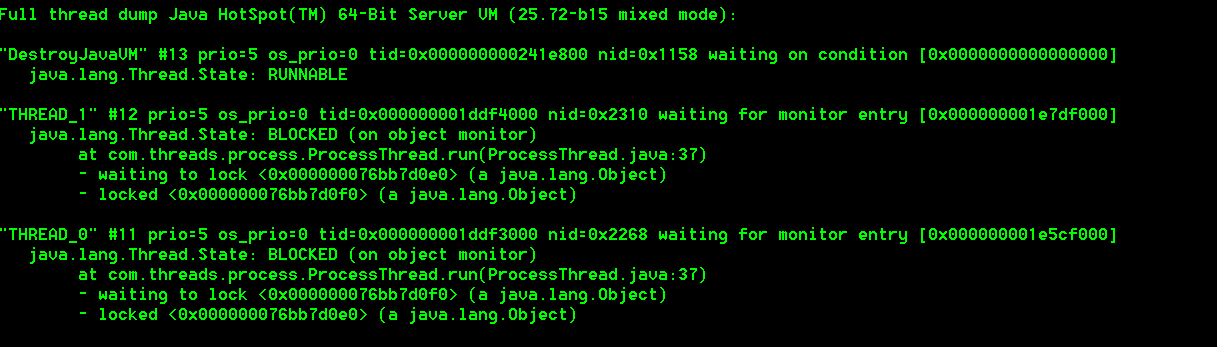 Full thread dump Java HotSpot(TM) 64-Bit Server VM (25.72-b15 mixed mode):
"DestroyJavaVM" #13 prio=5 os_prio=0 tid=0x000000000241e800 nid=0x1158 waiting on condition [0x0000000000000000]
java.lang.Thread.State: RUNNABLE
"THREAD_1" #12 prio=5 os_prio=0 tid=0x000000001ddf4000 nid=0x2310 waiting for monitor entry [0x000000001e7df000]
java.lang.Thread.State: BLOCKED (on object monitor)
at com.threads.process.ProcessThread.run(ProcessThread.java:37)
- waiting to lock <0x000000076bb7d0e0> (a java.lang.Object)
- locked <0x000000076bb7d0f0> (a java.lang.Object)
"THREAD_0" #11 prio=5 os_prio=0 tid=0x000000001ddf3000 nid=0x2268 waiting for monitor entry [0x000000001e5cf000]
java.lang.Thread.State: BLOCKED (on object monitor)
at com.threads.process.ProcessThread.run(ProcessThread.java:37)
- waiting to lock <0x000000076bb7d0f0> (a java.lang.Object)
- locked <0x000000076bb7d0e0> (a java.lang.Object)